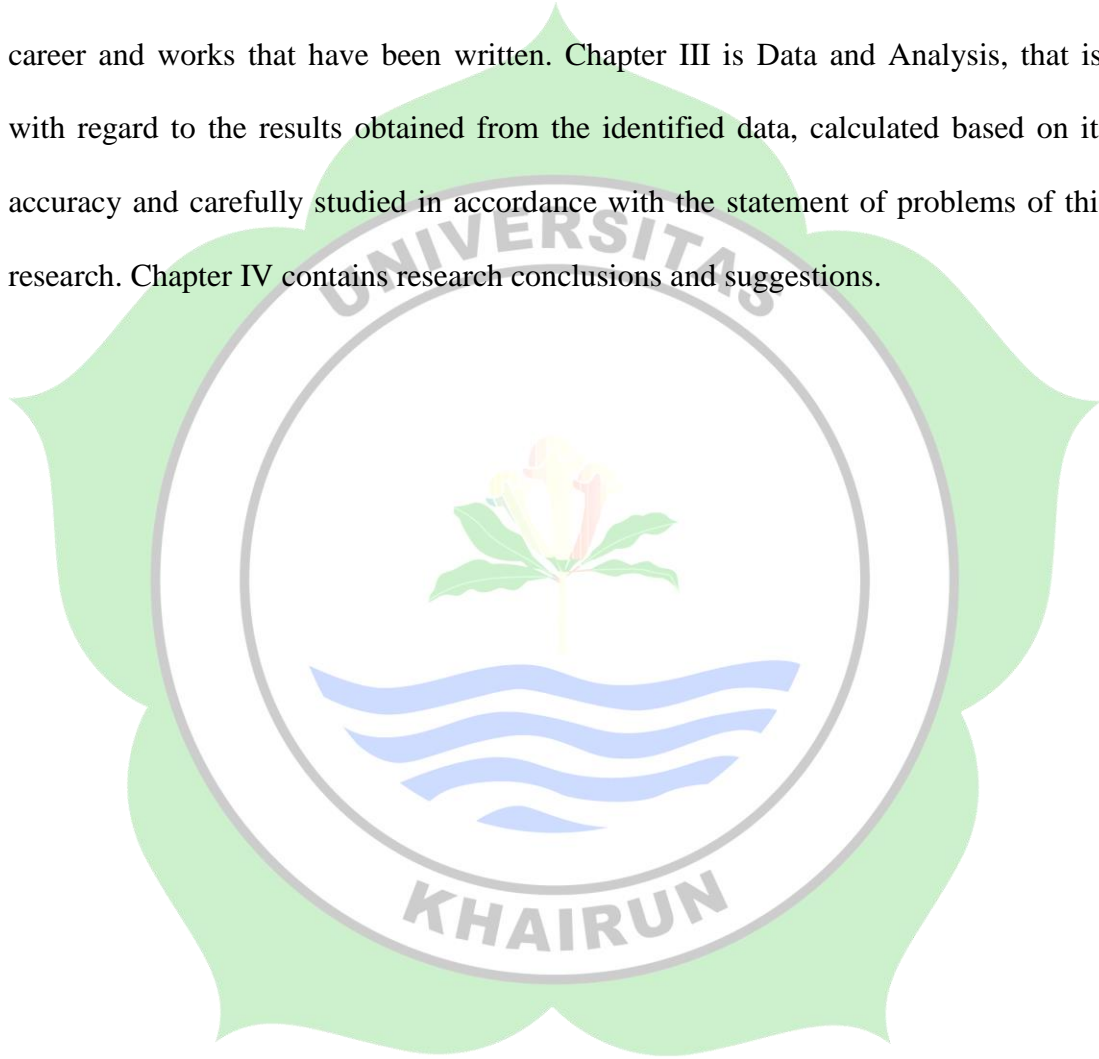 career and works that have been written. Chapter III is Data and Analysis, that is
with regard to the results obtained from the identified data, calculated based on it
accuracy and carefully studied in accordance with the statement of problems of thi
research. Chapter IV contains research conclusions and suggestions.
UNIVERSITAS
KHAIRUN